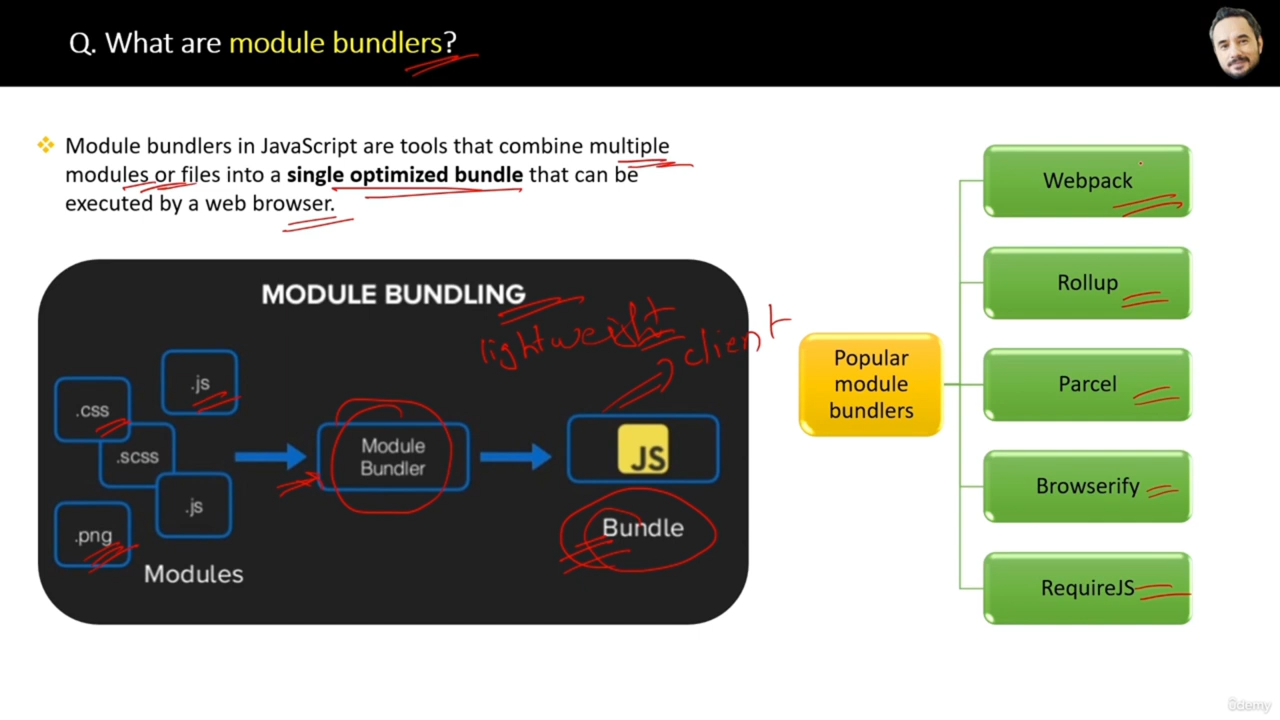 Q. What are module bundlers?
Module bundlers in JavaScript are tools that combine multiple
modules or files into a single optimized bundle that can be
executed by a web browser.
MODULE BUNDLING
lightweight
client
.js
.css
.scss
.js
.png
Modules
Module
Bundler
JS
Bundle
Popular
module
bundlers
Webpack
Rollup
Parcel
Browserify
RequireJS
ûdemy